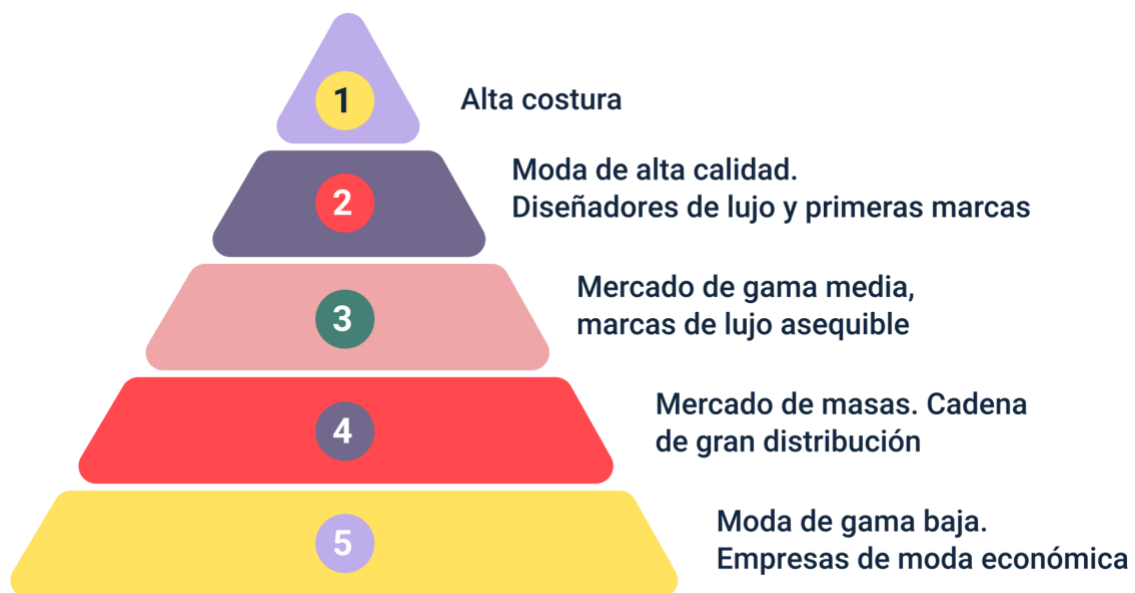 1
Alta costura
2
Moda de alta calidad.
Diseñadores de lujo y primeras marcas
3
Mercado de gama media,
marcas de lujo asequible
4
Mercado de masas. Cadena
de gran distribución
5
Moda de gama baja.
Empresas de moda económica